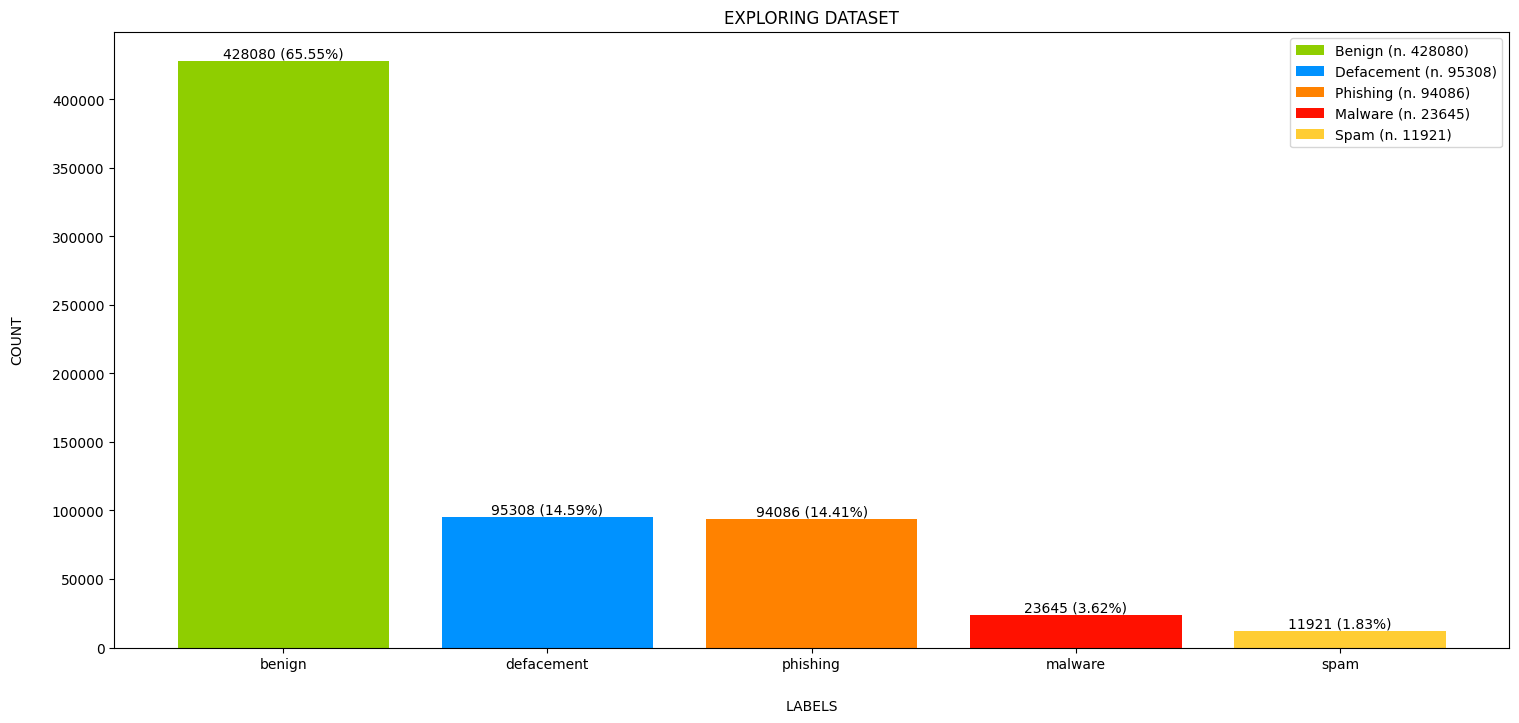 EXPLORING DATASET
428080 (65.55%)
95308 (14.59%)
94086 (14.41%)
23645 (3.62%)
11921 (1.83%)
Benign (n. 428080)
Defacement (n. 95308)
Phishing (n. 94086)
Malware (n. 23645)
Spam (n. 11921)
400000
350000
300000
250000
200000
150000
100000
50000
0
COUNT
benign
defacement
phishing
malware
spam
LABELS